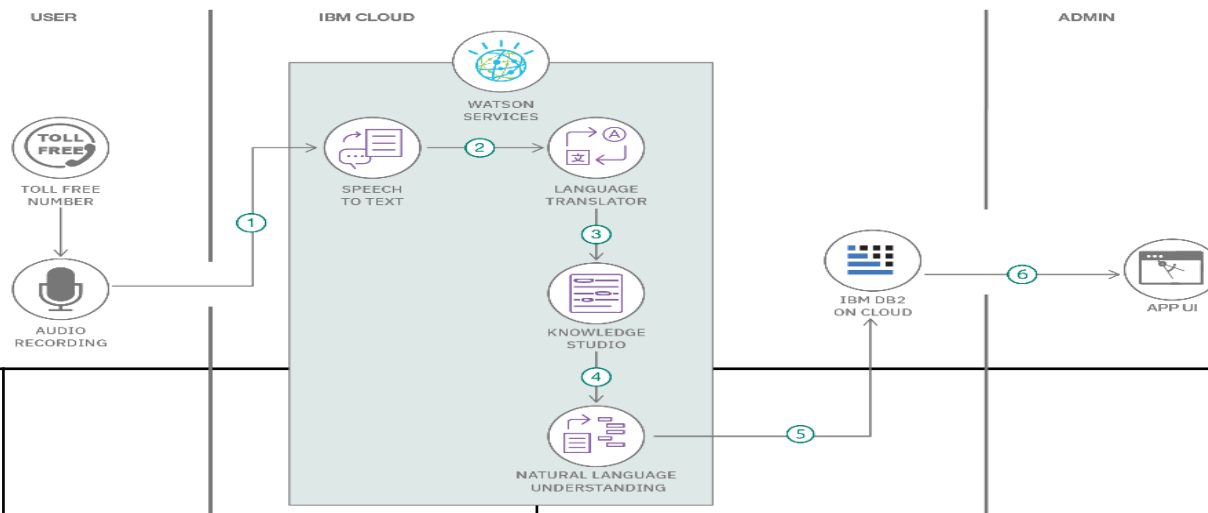 USER
IBM CLOUD
ADMIN
WATSON
SERVICES
TOLL
FREE
TOLL FREE
NUMBER
1
SPEECH
TO TEXT
2
A
文
LANGUAGE
TRANSLATOR
3
AUDIO
RECORDING
KNOWLEDGE
STUDIO
4
NATURAL LANGUAGE
UNDERSTANDING
5
IBM DB2
ON CLOUD
6
APP UI